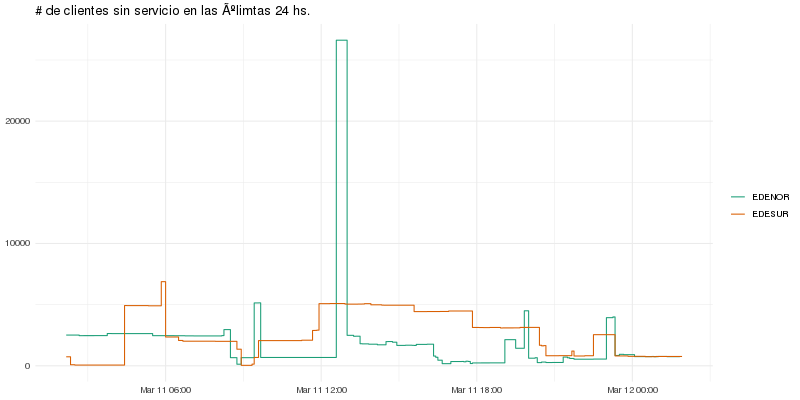 # de clientes sin servicio en las Ãºlimtas 24 hs.
20000
10000
0
Mar 11 06:00
Mar 11 12:00
Mar 11 18:00
Mar 12 00:00
EDENOR
EDESUR